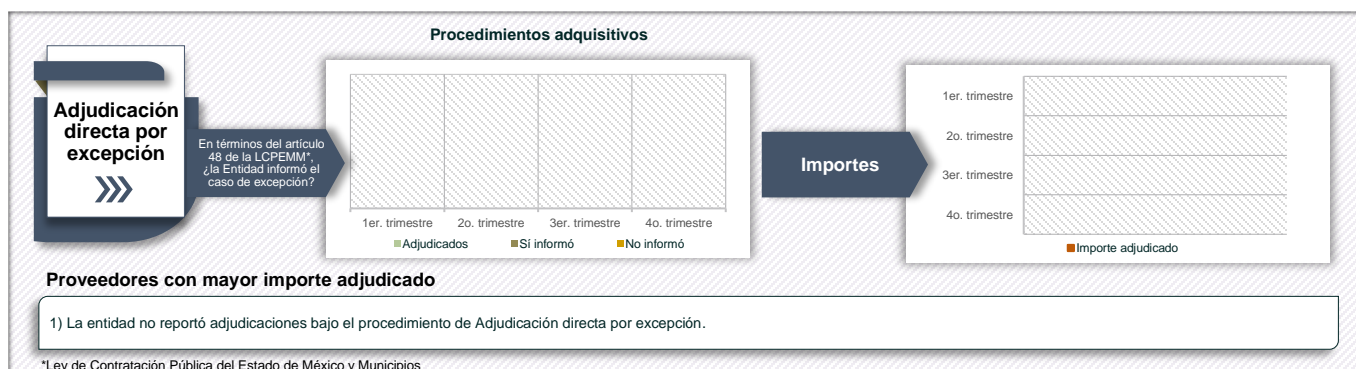 Procedimientos adquisitivos
Adjudicación
directa por
excepción
En términos del artículo
48 de la LCPEMM*,
¿la Entidad informó el
caso de excepción?
1er. trimestre
2o. trimestre
3er. trimestre
4o. trimestre
Adjudicados
Sí informó
No informó
Importes
1er. trimestre
2o. trimestre
3er. trimestre
4o. trimestre
Importe adjudicado
Proveedores con mayor importe adjudicado
1) La entidad no reportó adjudicaciones bajo el procedimiento de Adjudicación directa por excepción.
*Ley de Contratación Pública del Estado de México y Municipios